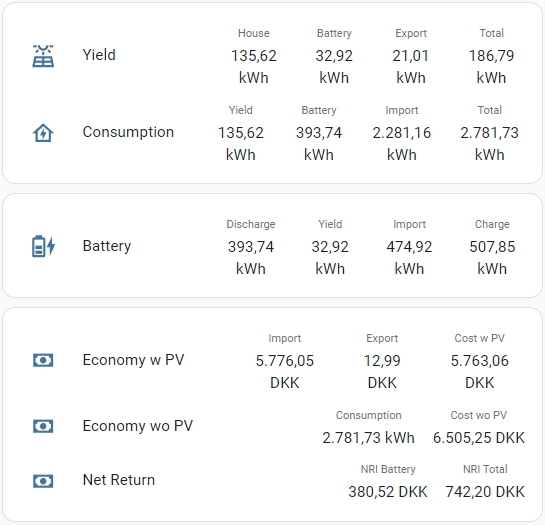 House Battery Export Total
Yield 135,62 32,92 21,01 186,79
kWh kWh kWh kWh
Yield Battery Import Total
Consumption 135,62 393,74 2.281,16 2.781,73
kWh kWh kWh kWh
Discharge Yield Import Charge
Battery 393,74 32,92 474,92 507,85
kWh kWh kWh kWh
Import Export Cost w PV
Economy w PV 5.776,05 12,99 5.763,06
DKK DKK DKK
Consumption Cost wo PV
Economy wo PV 2.781,73 kWh 6.505,25 DKK
NRI Battery NRI Total
Net Return 380,52 DKK 742,20 DKK